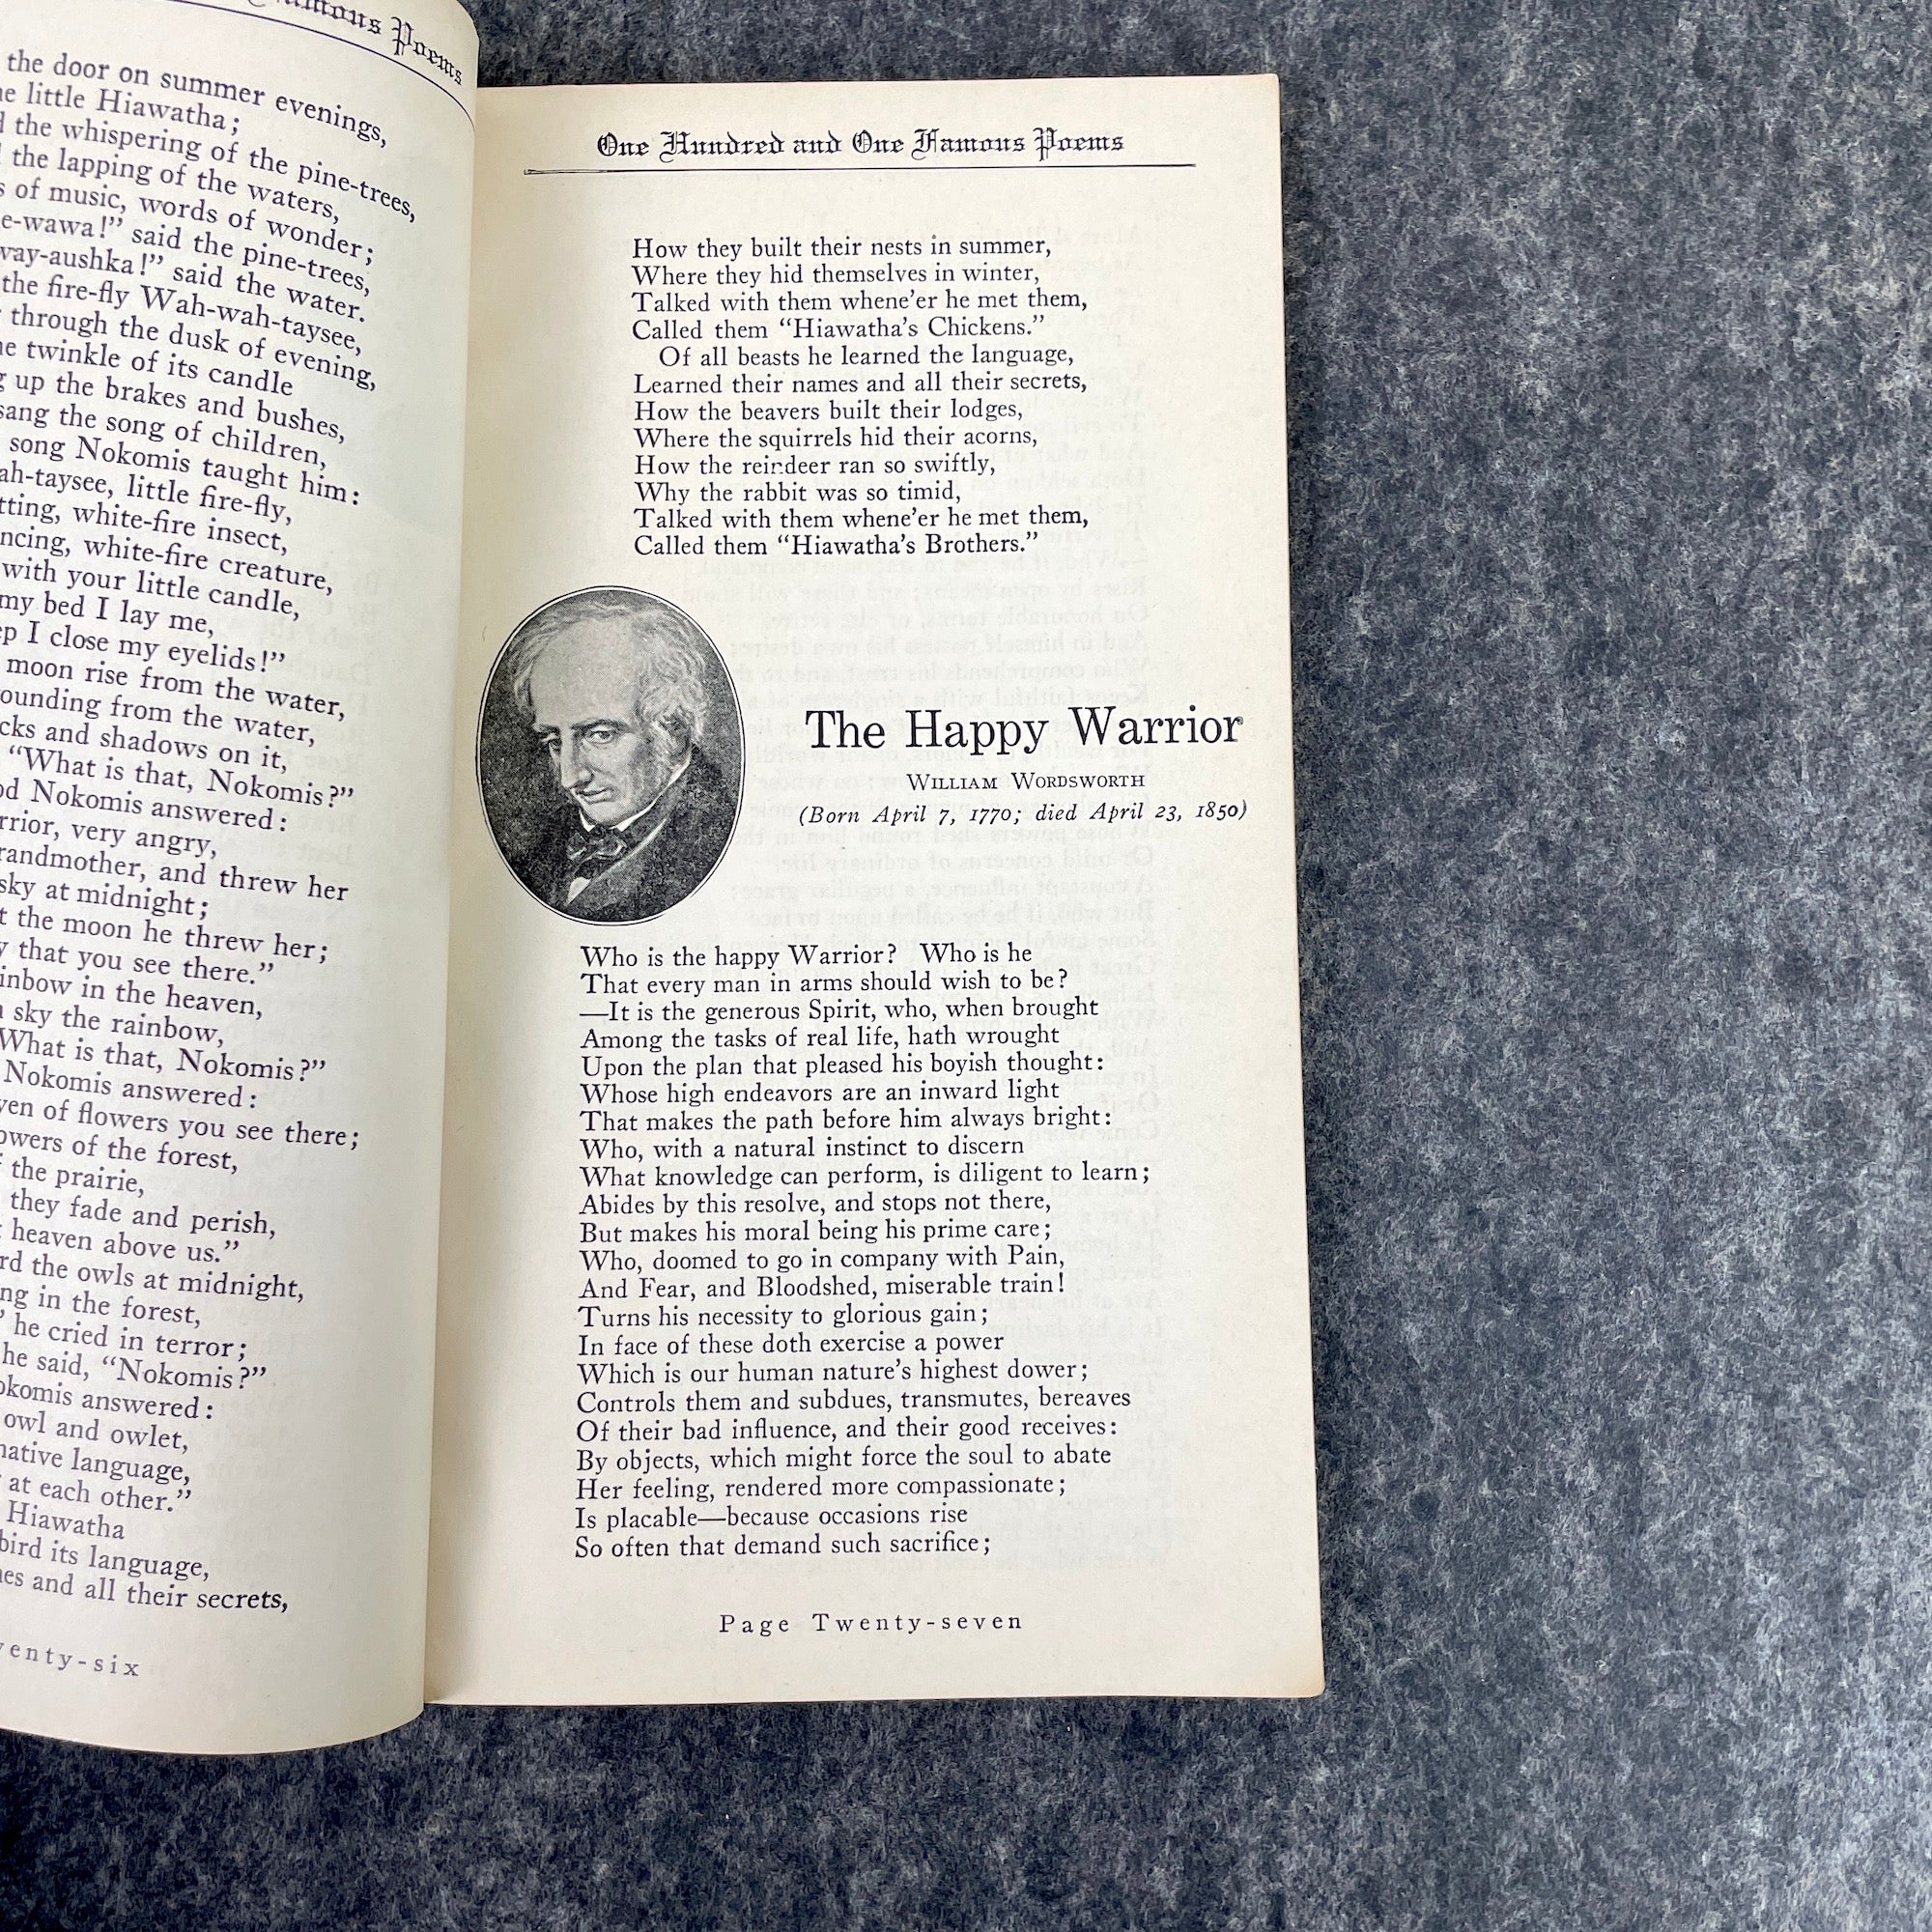 Famous Poems
the door on summer evenings,
little Hiawatha;
the whispering of the pine-trees,
the lapping of the waters,
of music, words of wonder;
said the pine-trees,
said the water.
the fire-fly Wah-wah-taysee,
through the dusk of evening,
twinkle of its candle
up the brakes and bushes,
sang the song of children,
song Nokomis taught him:
little fire-fly,
white-fire insect,
white-fire creature,
with your little candle,
my bed I lay me,
I close my eyelids!"
moon rise from the water,
from the water,
and shadows on it,
"What is that, Nokomis?"
Nokomis answered:
very angry,
and threw her
sky at midnight;
the moon he threw her;
that you see there."
in the heaven,
sky the rainbow,
What is that, Nokomis?"
Nokomis answered:
of flowers you see there;
of the forest,
the prairie,
they fade and perish,
heaven above us."
the owls at midnight,
in the forest,
he cried in terror;
he said, "Nokomis?"
answered:
owl and owlet,
native language,
at each other."
Hiawatha
bird its language,
and all their secrets,
One Hundred and One Famous Poems
How they built their nests in summer,
Where they hid themselves in winter,
Talked with them whene'er he met them,
Called them "Hiawatha's Chickens."
Of all beasts he learned the language,
Learned their names and all their secrets,
How the beavers built their lodges,
Where the squirrels hid their acorns,
How the reindeer ran so swiftly,
Why the rabbit was so timid,
Talked with them whene'er he met them,
Called them "Hiawatha's Brothers."
The Happy Warrior
WILLIAM WORDSWORTH
(Born April 7, 1770; died April 23, 1850)
Who is the happy Warrior? Who is he
That every man in arms should wish to be?
—It is the generous Spirit, who, when brought
Among the tasks of real life, hath wrought
Upon the plan that pleased his boyish thought:
Whose high endeavors are an inward light
That makes the path before him always bright:
Who, with a natural instinct to discern
What knowledge can perform, is diligent to learn;
Abides by this resolve, and stops not there,
But makes his moral being his prime care;
Who, doomed to go in company with Pain,
And Fear, and Bloodshed, miserable train!
Turns his necessity to glorious gain;
In face of these doth exercise a power
Which is our human nature's highest dower;
Controls them and subdues, transmutes, bereaves
Of their bad influence, and their good receives:
By objects, which might force the soul to abate
Her feeling, rendered more compassionate;
Is placable—because occasions rise
So often that demand such sacrifice;
Page Twenty-seven